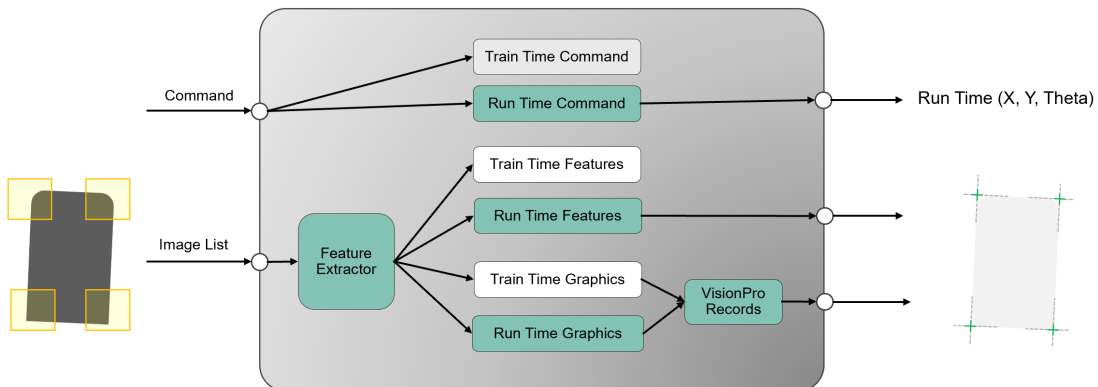 Train Time Command
Command
Run Time Command
Run Time (X, Y, Theta)
Train Time Features
Run Time Features
Image List
Feature
Extractor
Train Time Graphics
VisionPro
Records
Run Time Graphics